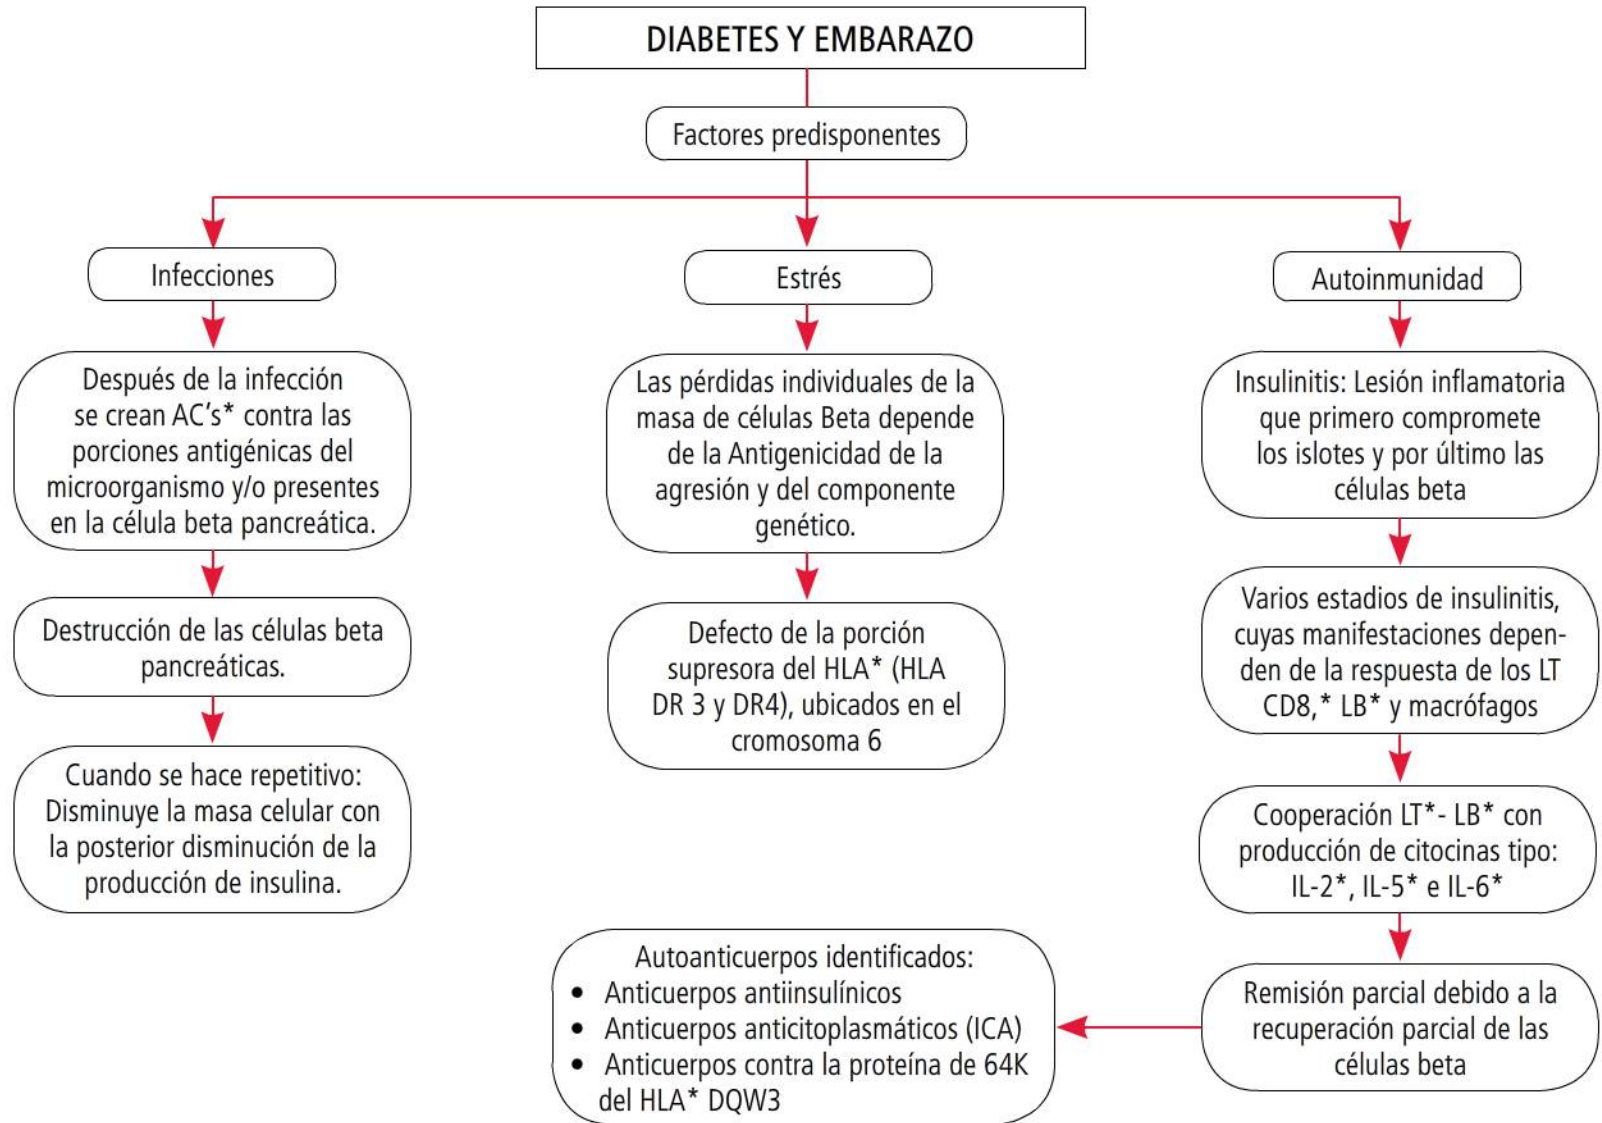 DIABETES Y EMBARAZO
Factores predisponentes
Infecciones
Después de la infección
se crean AC's* contra las
porciones antigénicas del
microorganismo y/o presentes
en la célula beta pancreática.
Destrucción de las células beta
pancreáticas.
Cuando se hace repetitivo:
Disminuye la masa celular con
la posterior disminución de la
producción de insulina.
Estrés
Las pérdidas individuales de la
masa de células Beta depende
de la Antigenicidad de la
agresión y del componente
genético.
Defecto de la porción
supresora del HLA* (HLA
DR 3 y DR4), ubicados en el
cromosoma 6
Autoinmunidad
Insulinitis: Lesión inflamatoria
que primero compromete
los islotes y por último las
células beta
Varios estadios de insulinitis,
cuyas manifestaciones depen-
den de la respuesta de los LT
CD8,* LB* y macrófagos
Cooperación LT*- LB* con
producción de citocinas tipo:
IL-2*, IL-5* e IL-6*
Remisión parcial debido a la
recuperación parcial de las
células beta
Autoanticuerpos identificados:
• Anticuerpos antiinsulínicos
• Anticuerpos anticitoplasmáticos (ICA)
• Anticuerpos contra la proteína de 64K
del HLA* DQW3